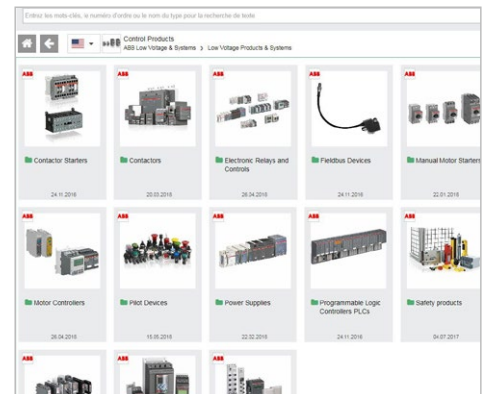 Entrez les mots-clés, le numéro d'ordre ou le nom du type pour la recherche de texte
Control Products
ABB Low Voltage & Systems > Low Voltage Products & Systems
ABB ABB ABB ABB ABB
Contactor Starters
24.11.2016
Contactors
20.03.2018
Electronic Relays and
Controls
26.04.2016
Fieldbus Devices
24.11.2016
Manual Motor Starters
22.01.2016
ABB ABB ABB ABB ABB
Motor Controllers
26.04.2016
Pilot Devices
Power Supplies
22.02.2016
Programmable Logic
Controllers PLCs
24.11.2016
Safety products
04.07.2017
ABB ABB ABB